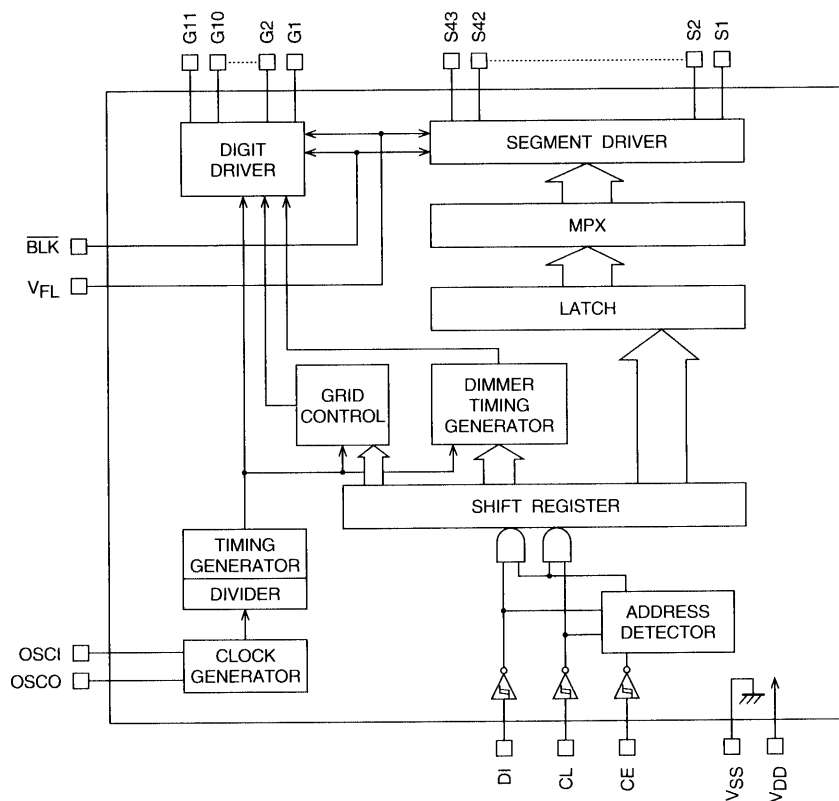 G11
G10
G2
G1
S43
S42
S2
S1
DIGIT
DRIVER
SEGMENT DRIVER
MPX
BLK
VFL
LATCH
GRID
CONTROL
DIMMER
TIMING
GENERATOR
SHIFT REGISTER
TIMING
GENERATOR
DIVIDER
ADDRESS
DETECTOR
OSCI
OSCO
CLOCK
GENERATOR
DI
CL
CE
VSS
VDD